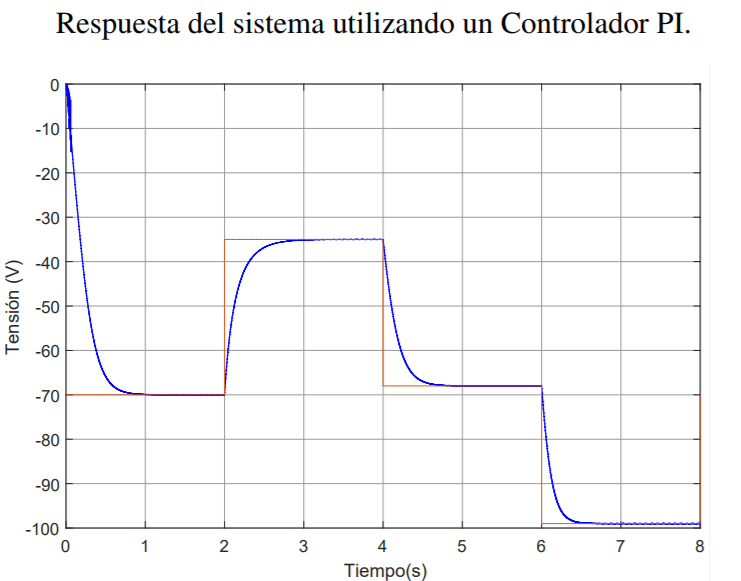 Respuesta del sistema utilizando un Controlador PI.
0
-10
-20
-30
-40
-50
-60
-70
-80
-90
-100
Tensión (V)
0 1 2 3 4 5 6 7 8
Tiempo(s)